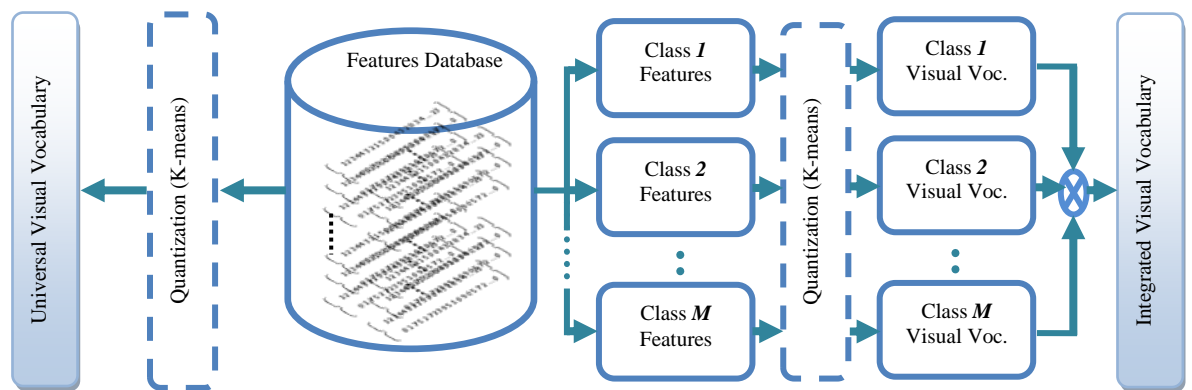 Universal Visual Vocabulary
Quantization (K-means)
Features Database
Class 1
Features
Class 2
Features
Class M
Features
Quantization (K-means)
Class 1
Visual Voc.
Class 2
Visual Voc.
Class M
Visual Voc.
Integrated Visual Vocabulary